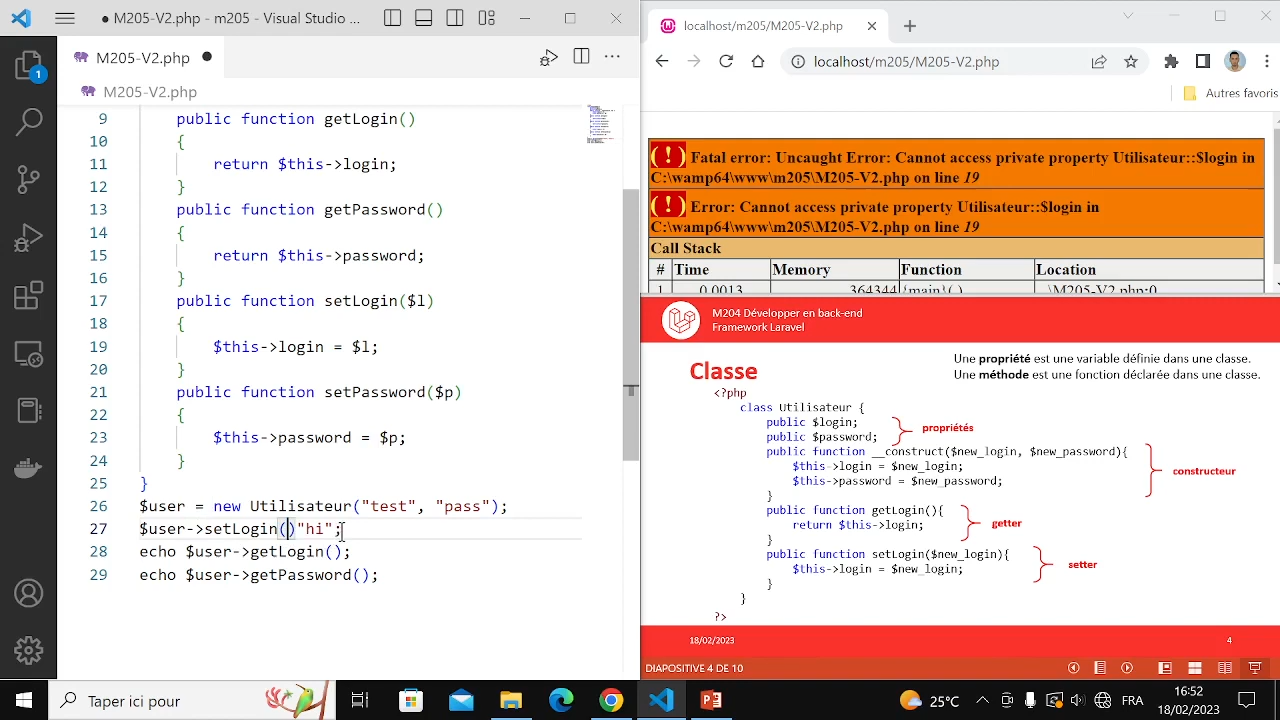 M205-V2.php - m205 - Visual Studio ...
M205-V2.php
1
M205-V2.php
9 public function getLogin()
10 {
11 return $this->login;
12 }
13 public function getPassword()
14 {
15 return $this->password;
16 }
17 public function setLogin($l)
18 {
19 $this->login = $l;
20 }
21 public function setPassword($p)
22 {
23 $this->password = $p;
24 }
25 }
26 $user = new Utilisateur("test", "pass");
27 $user->setLogin()"hi";
28 echo $user->getLogin();
29 echo $user->getPassword();
localhost/m205/M205-V2.php
localhost/m205/M205-V2.php
Autres favoris
( ! ) Fatal error: Uncaught Error: Cannot access private property Utilisateur::$login in
C:\wamp64\www\m205\M205-V2.php on line 19
( ! ) Error: Cannot access private property Utilisateur::$login in
C:\wamp64\www\m205\M205-V2.php on line 19
Call Stack
# Time Memory Function Location
1 0.0013 364344 {main}( ) ...\M205-V2.php:0
M204 Développer en back-end
Framework Laravel
Classe
Une propriété est une variable définie dans une classe.
Une méthode est une fonction déclarée dans une classe.
<?php
class Utilisateur {
public $login;
public $password;
propriétés
public function __construct($new_login, $new_password){
$this->login = $new_login;
$this->password = $new_password;
}
constructeur
public function getLogin(){
return $this->login;
}
getter
public function setLogin($new_login){
$this->login = $new_login;
}
setter
}
?>
18/02/2023 4
DIAPOSITIVE 4 DE 10
Taper ici pour
25°C
FRA
16:52
18/02/2023